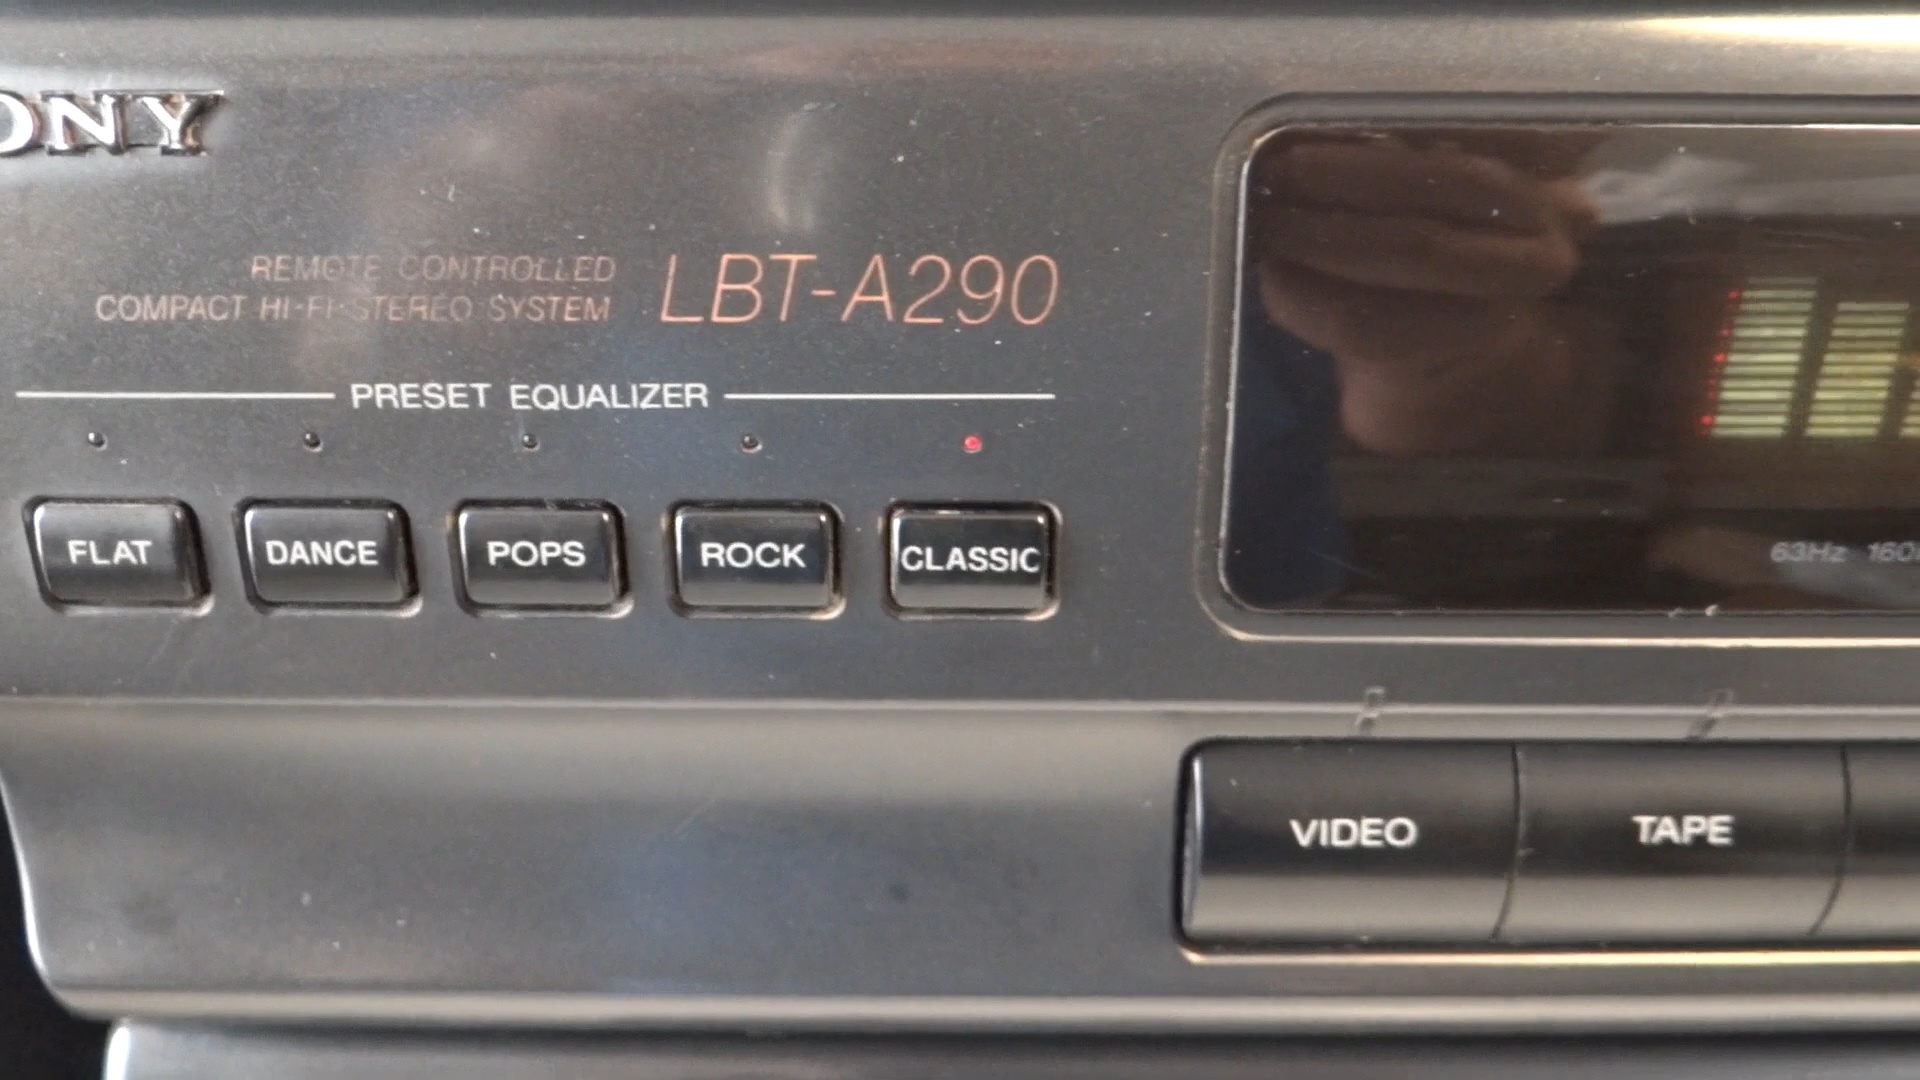 ONY
REMOTE CONTROLLED
COMPACT HI-FI STEREO SYSTEM
LBT-A290
PRESET EQUALIZER
FLAT DANCE POPS ROCK CLASSIC
63Hz 160
VIDEO TAPE